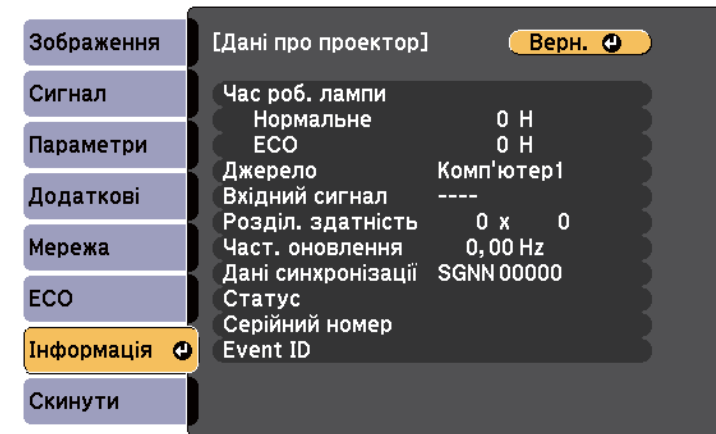 Зображення
Сигнал
Параметри
Додаткові
Мережа
ECO
Інформація
Скинути
[Дані про проектор] Верн.
Час роб. лампи
Нормальне 0 H
ECO 0 H
Джерело Комп'ютер1
Вхідний сигнал ----
Розділ. здатність 0 x 0
Част. оновлення 0,00 Hz
Дані синхронізації SGNN 00000
Статус
Серійний номер
Event ID